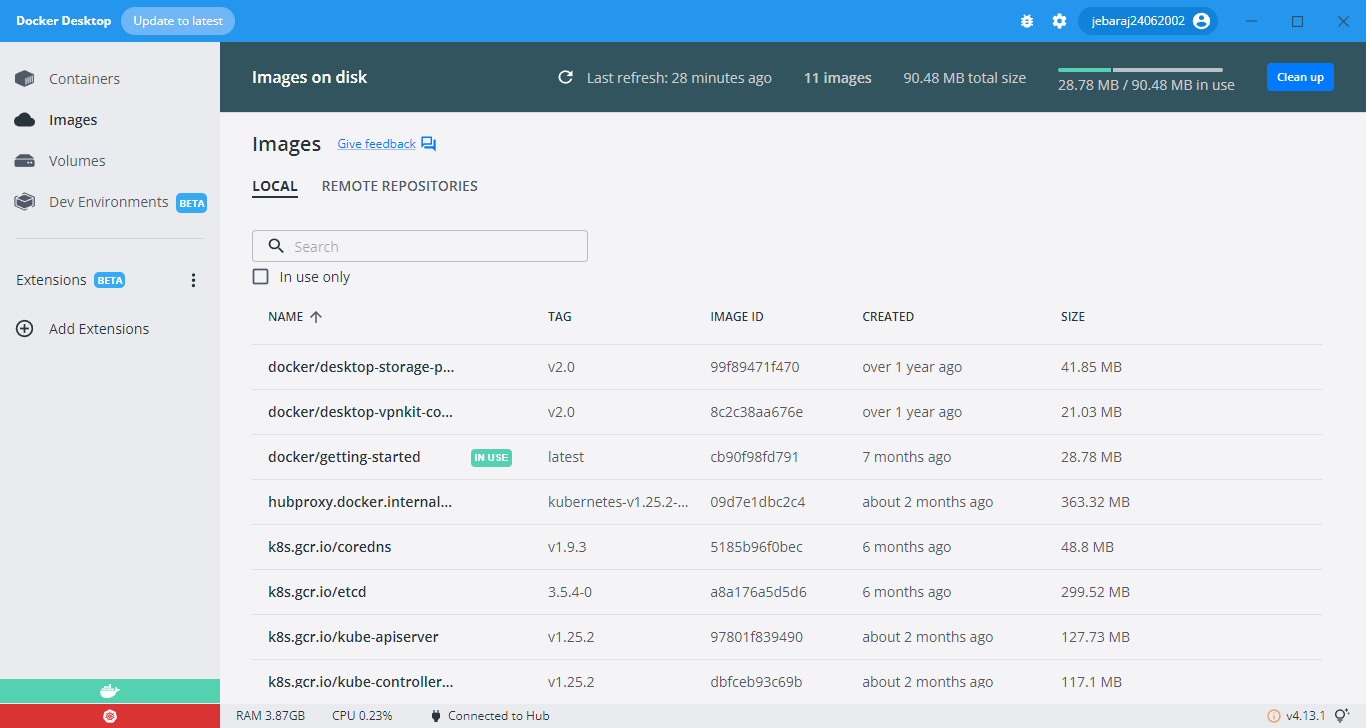 Docker Desktop Update to latest jebaraj24062002
Containers
Images
Volumes
Dev Environments BETA
Extensions BETA
Add Extensions
Images on disk Last refresh: 28 minutes ago 11 images 90.48 MB total size 28.78 MB / 90.48 MB in use Clean up
Images Give feedback
LOCAL REMOTE REPOSITORIES
Search
In use only
NAME TAG IMAGE ID CREATED SIZE
docker/desktop-storage-p... v2.0 99f89471f470 over 1 year ago 41.85 MB
docker/desktop-vpnkit-co... v2.0 8c2c38aa676e over 1 year ago 21.03 MB
docker/getting-started IN USE latest cb90f98fd791 7 months ago 28.78 MB
hubproxy.docker.internal... kubernetes-v1.25.2-... 09d7e1dbc2c4 about 2 months ago 363.32 MB
k8s.gcr.io/coredns v1.9.3 5185b96f0bec 6 months ago 48.8 MB
k8s.gcr.io/etcd 3.5.4-0 a8a176a5d5d6 6 months ago 299.52 MB
k8s.gcr.io/kube-apiserver v1.25.2 97801f839490 about 2 months ago 127.73 MB
k8s.gcr.io/kube-controller... v1.25.2 dbfceb93c69b about 2 months ago 117.1 MB
RAM 3.87GB CPU 0.23% Connected to Hub v4.13.1